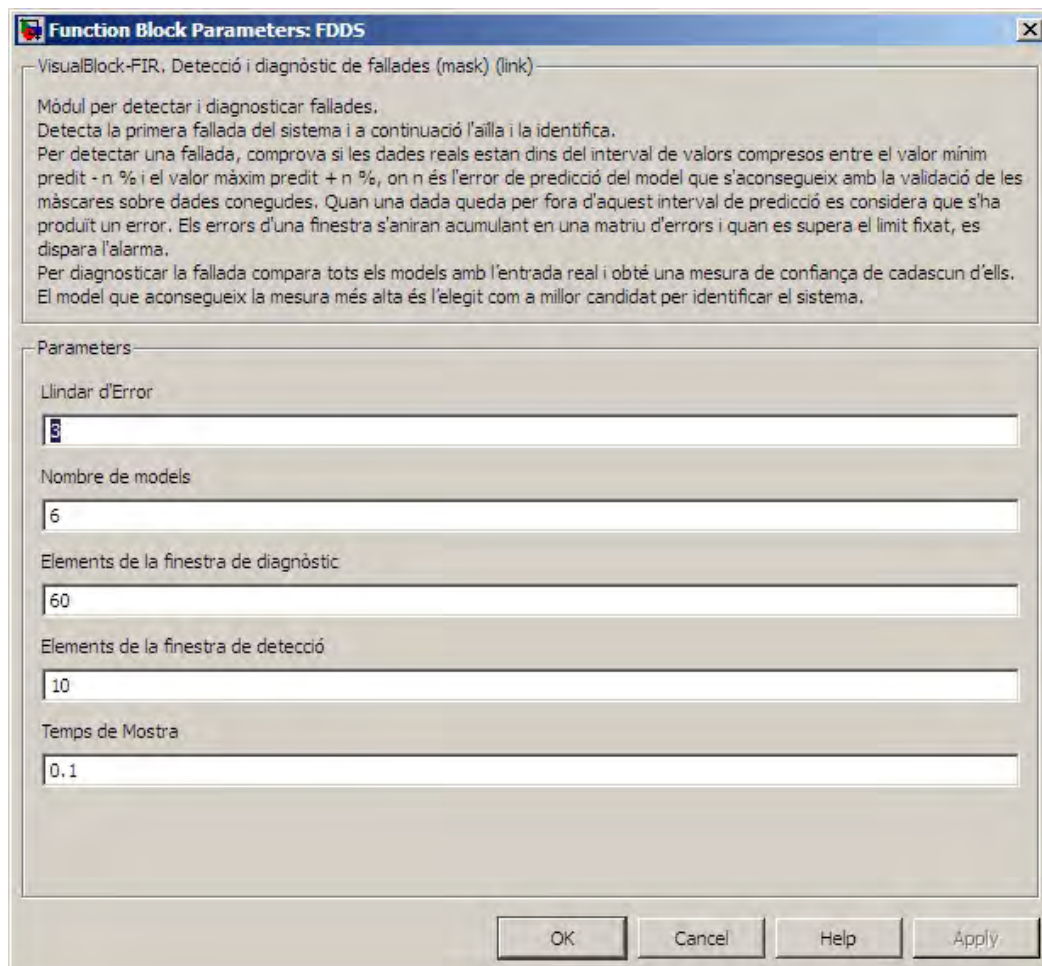 Function Block Parameters: FDDS
VisualBlock-FIR. Detecció i diagnòstic de fallades (mask) (link)
Mòdul per detectar i diagnosticar fallades.
Detecta la primera fallada del sistema i a continuació l'aïlla i la identifica.
Per detectar una fallada, comprova si les dades reals estan dins del interval de valors compresos entre el valor mínim
predit - n % i el valor màxim predit + n %, on n és l'error de predicció del model que s'aconsegueix amb la validació de les
màscares sobre dades conegudes. Quan una dada queda per fora d'aquest interval de predicció es considera que s'ha
produït un error. Els errors d'una finestra s'aniran acumulant en una matriu d'errors i quan es supera el limit fixat, es
dispara l'alarma.
Per diagnosticar la fallada compara tots els models amb l'entrada real i obté una mesura de confiança de cadascun d'ells.
El model que aconsegueix la mesura més alta és l'elegit com a millor candidat per identificar el sistema.
Parameters
Llindar d'Error
3
Nombre de models
6
Elements de la finestra de diagnòstic
60
Elements de la finestra de detecció
10
Temps de Mostra
0.1
OK Cancel Help Apply